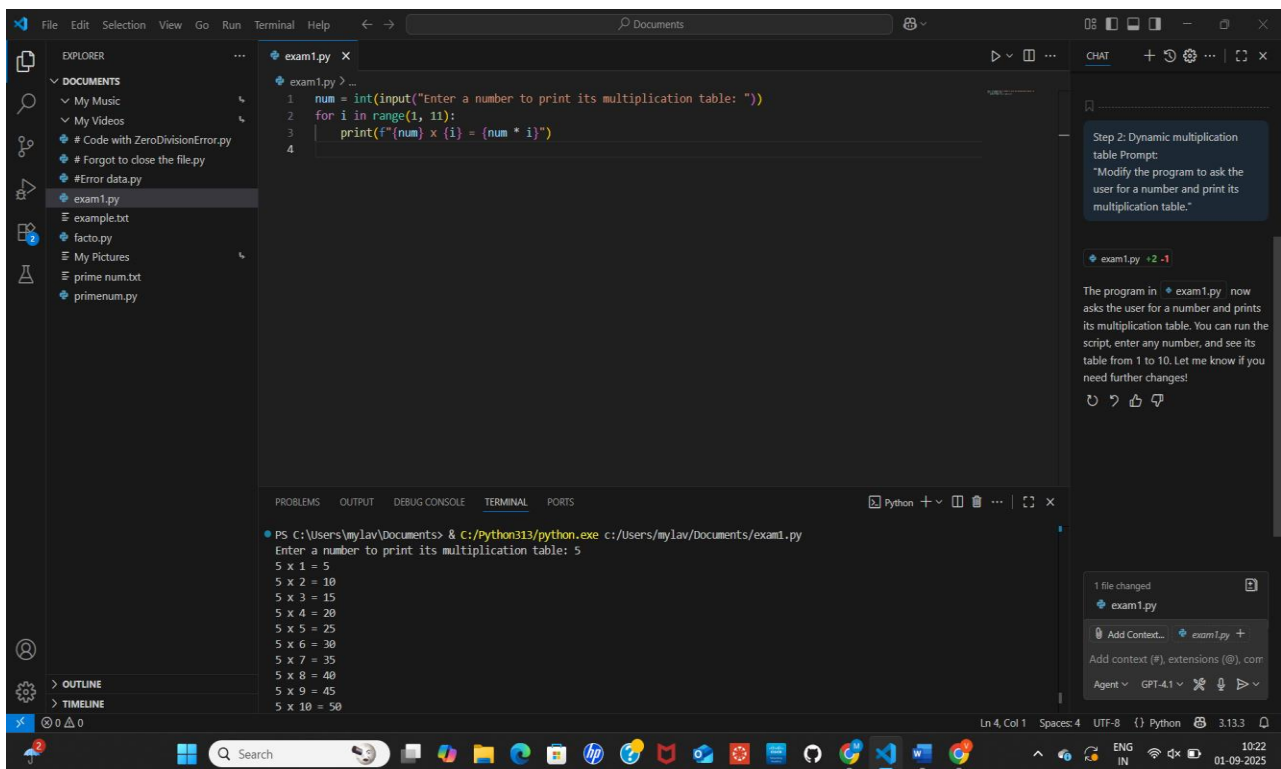 File Edit Selection View Go Run Terminal Help
Documents
EXPLORER
DOCUMENTS
My Music
My Videos
# Code with ZeroDivisionError.py
# Forgot to close the file.py
#Error data.py
exam1.py
example.txt
facto.py
My Pictures
prime num.txt
primenum.py
OUTLINE
TIMELINE
exam1.py
exam1.py > ...
1 num = int(input("Enter a number to print its multiplication table: "))
2 for i in range(1, 11):
3 print(f"{num} x {i} = {num * i}")
4
PROBLEMS OUTPUT DEBUG CONSOLE TERMINAL PORTS
Python
PS C:\Users\mylav\Documents> & C:/Python313/python.exe c:/Users/mylav/Documents/exam1.py
Enter a number to print its multiplication table: 5
5 x 1 = 5
5 x 2 = 10
5 x 3 = 15
5 x 4 = 20
5 x 5 = 25
5 x 6 = 30
5 x 7 = 35
5 x 8 = 40
5 x 9 = 45
5 x 10 = 50
CHAT
Step 2: Dynamic multiplication
table Prompt:
"Modify the program to ask the
user for a number and print its
multiplication table."
exam1.py +2 -1
The program in exam1.py now
asks the user for a number and prints
its multiplication table. You can run the
script, enter any number, and see its
table from 1 to 10. Let me know if you
need further changes!
1 file changed
exam1.py
Add Context... exam1.py +
Add context (#), extensions (@), com
Agent GPT-4.1
0 0 Ln 4, Col 1 Spaces: 4 UTF-8 {} Python 3.13.3
2
Search
hp
ENG
IN
10:22
01-09-2025